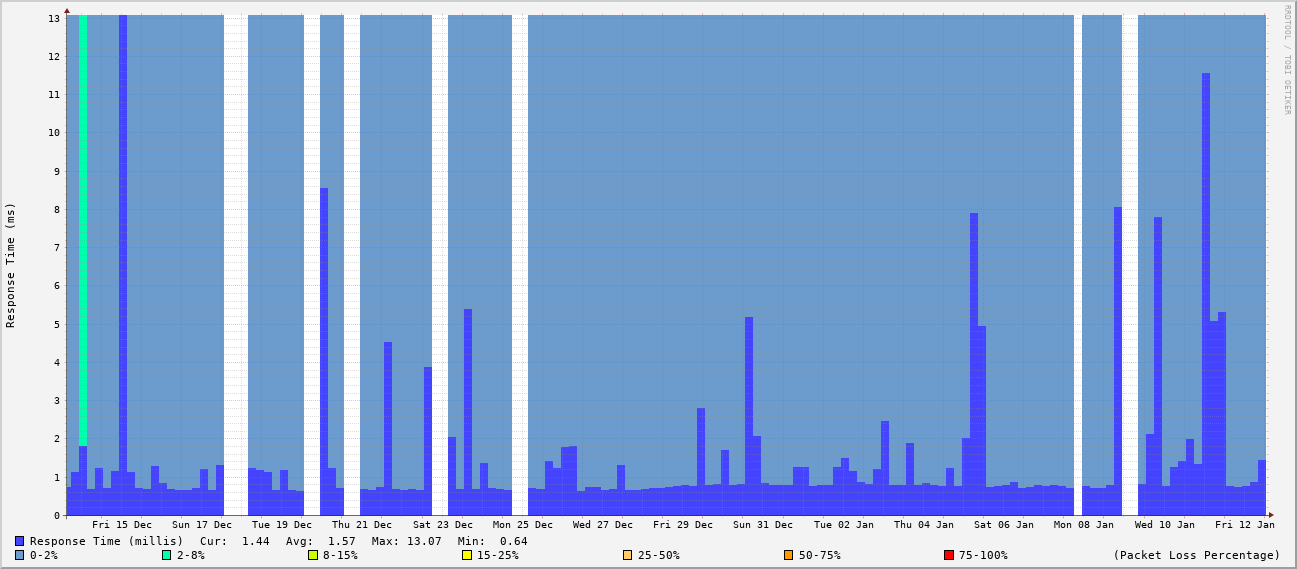 RRDTOOL / TOBI OETIKER
Response Time (ms)
13
12
11
10
9
8
7
6
5
4
3
2
1
0
Fri 15 Dec Sun 17 Dec Tue 19 Dec Thu 21 Dec Sat 23 Dec Mon 25 Dec Wed 27 Dec Fri 29 Dec Sun 31 Dec Tue 02 Jan Thu 04 Jan Sat 06 Jan Mon 08 Jan Wed 10 Jan Fri 12 Jan
Response Time (millis) Cur: 1.44 Avg: 1.57 Max: 13.07 Min: 0.64
0-2% 2-8% 8-15% 15-25% 25-50% 50-75% 75-100% (Packet Loss Percentage)